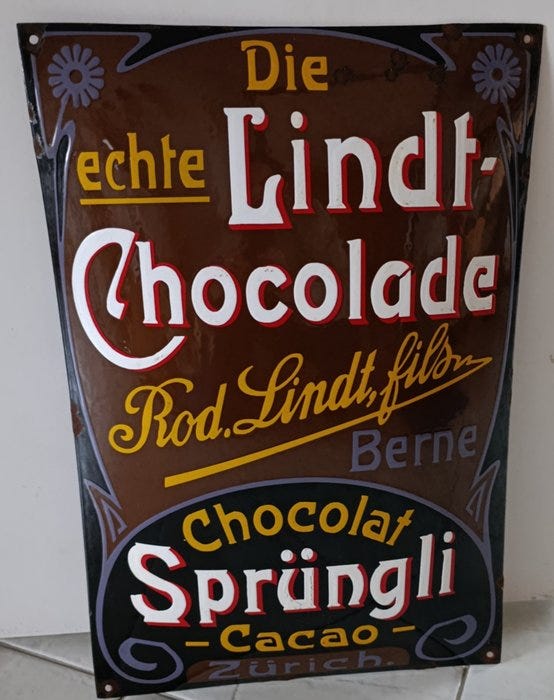 Die
echte Lindt-
Chocolade
Rod. Lindt, fils
Berne
Chocolat
Sprüngli
- Cacao -
Zürich.